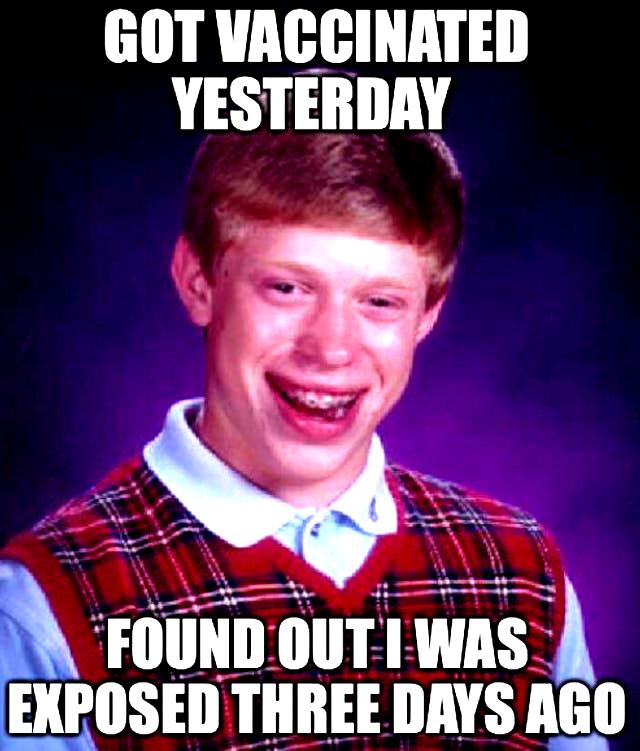 GOT VACCINATED
YESTERDAY
FOUND OUT I WAS
EXPOSED THREE DAYS AGO